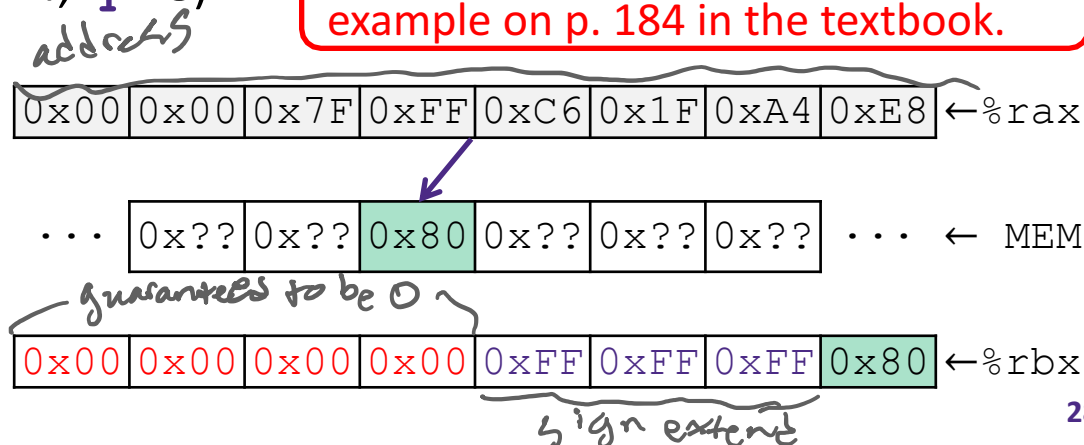 example on p. 184 in the textbook.
address
0x00 0x00 0x7F 0xFF 0xC6 0x1F 0xA4 0xE8 ←%rax
··· 0x?? 0x?? 0x80 0x?? 0x?? 0x?? ··· ← MEM
guarantees to be 0
0x00 0x00 0x00 0x00 0xFF 0xFF 0xFF 0x80 ←%rbx
sign extend